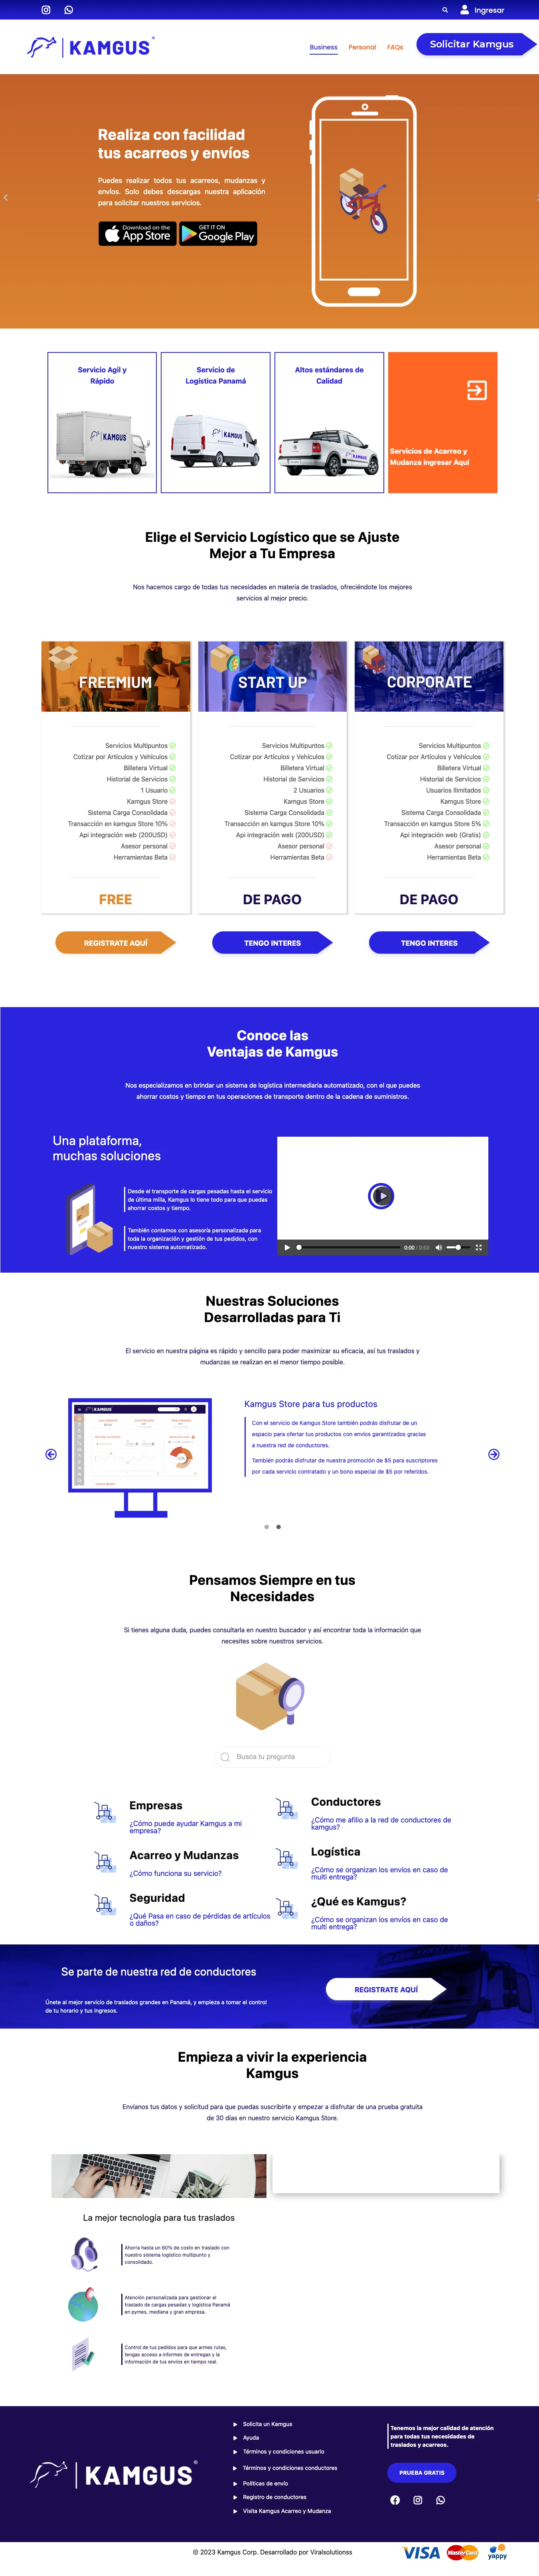 Ingresar
KAMGUS®
Business
Personal
FAQs
Solicitar Kamgus
Realiza con facilidad
tus acarreos y envíos
Puedes realizar todos tus acarreos, mudanzas y
envíos. Solo debes descargas nuestra aplicación
para solicitar nuestros servicios.
Download on the
App Store
GET IT ON
Google Play
Servicio Agil y
Rápido
KAMGUS
Servicio de
Logística Panamá
KAMGUS
Altos estándares de
Calidad
KAMGUS
Servicios de Acarreo y
Mudanza ingresar Aquí
Elige el Servicio Logístico que se Ajuste
Mejor a Tu Empresa
Nos hacemos cargo de todas tus necesidades en materia de traslados, ofreciéndote los mejores
servicios al mejor precio.
FREEMIUM
Servicios Multipuntos
Cotizar por Artículos y Vehículos
Billetera Virtual
Historial de Servicios
1 Usuario
Kamgus Store
Sistema Carga Consolidada
Transacción en kamgus Store 10%
Api integración web (200USD)
Asesor personal
Herramientas Beta
FREE
REGISTRATE AQUÍ
START UP
Servicios Multipuntos
Cotizar por Artículos y Vehículos
Billetera Virtual
Historial de Servicios
2 Usuarios
Kamgus Store
Sistema Carga Consolidada
Transacción en kamgus Store 10%
Api integración web (200USD)
Asesor personal
Herramientas Beta
DE PAGO
TENGO INTERES
CORPORATE
Servicios Multipuntos
Cotizar por Artículos y Vehículos
Billetera Virtual
Historial de Servicios
Usuarios Ilimitados
Kamgus Store
Sistema Carga Consolidada
Transacción en kamgus Store 5%
Api integración web (Gratis)
Asesor personal
Herramientas Beta
DE PAGO
TENGO INTERES
Conoce las
Ventajas de Kamgus
Nos especializamos en brindar un sistema de logística intermediaria automatizado, con el que puedes
ahorrar costos y tiempo en tus operaciones de transporte dentro de la cadena de suministros.
Una plataforma,
muchas soluciones
Desde el transporte de cargas pesadas hasta el servicio
de última milla, Kamgus lo tiene todo para que puedas
ahorrar costos y tiempo.
También contamos con asesoría personalizada para
toda la organización y gestión de tus pedidos, con
nuestro sistema automatizado.
0:00 / 0:59
Nuestras Soluciones
Desarrolladas para Ti
El servicio en nuestra página es rápido y sencillo para poder maximizar su eficacia, así tus traslados y
mudanzas se realizan en el menor tiempo posible.
KAMGUS
Kamgus Store para tus productos
Con el servicio de Kamgus Store también podrás disfrutar de un
espacio para ofertar tus productos con envíos garantizados gracias
a nuestra red de conductores.
También podrás disfrutar de nuestra promoción de $5 para suscriptores
por cada servicio contratado y un bono especial de $5 por referidos.
Pensamos Siempre en tus
Necesidades
Si tienes alguna duda, puedes consultarla en nuestro buscador y así encontrar toda la información que
necesites sobre nuestros servicios.
Busca tu pregunta
Empresas
¿Cómo puede ayudar Kamgus a mi
empresa?
Acarreo y Mudanzas
¿Cómo funciona su servicio?
Seguridad
¿Qué Pasa en caso de pérdidas de artículos
o daños?
Conductores
¿Cómo me afilio a la red de conductores de
kamgus?
Logística
¿Cómo se organizan los envíos en caso de
multi entrega?
¿Qué es Kamgus?
¿Cómo se organizan los envíos en caso de
multi entrega?
Se parte de nuestra red de conductores
Únete al mejor servicio de traslados grandes en Panamá, y empieza a tomar el control
de tu horario y tus ingresos.
REGISTRATE AQUÍ
Empieza a vivir la experiencia
Kamgus
Envíanos tus datos y solicitud para que puedas suscribirte y empezar a disfrutar de una prueba gratuita
de 30 días en nuestro servicio Kamgus Store.
La mejor tecnología para tus traslados
Ahorra hasta un 60% de costo en traslado con
nuestro sistema logístico multipunto y
consolidado.
Atención personalizada para gestionar el
traslado de cargas pesadas y logística Panamá
en pymes, mediana y gran empresa.
Control de tus pedidos para que armes rutas,
tengas acceso a informes de entregas y la
información de tus envíos en tiempo real.
KAMGUS®
Solicita un Kamgus
Ayuda
Términos y condiciones usuario
Términos y condiciones conductores
Políticas de envío
Registro de conductores
Visita Kamgus Acarreo y Mudanza
Tenemos la mejor calidad de atención
para todas tus necesidades de
traslados y acarreos.
PRUEBA GRATIS
© 2023 Kamgus Corp. Desarrollado por Viralsolutionss
VISA
MasterCard
yappy